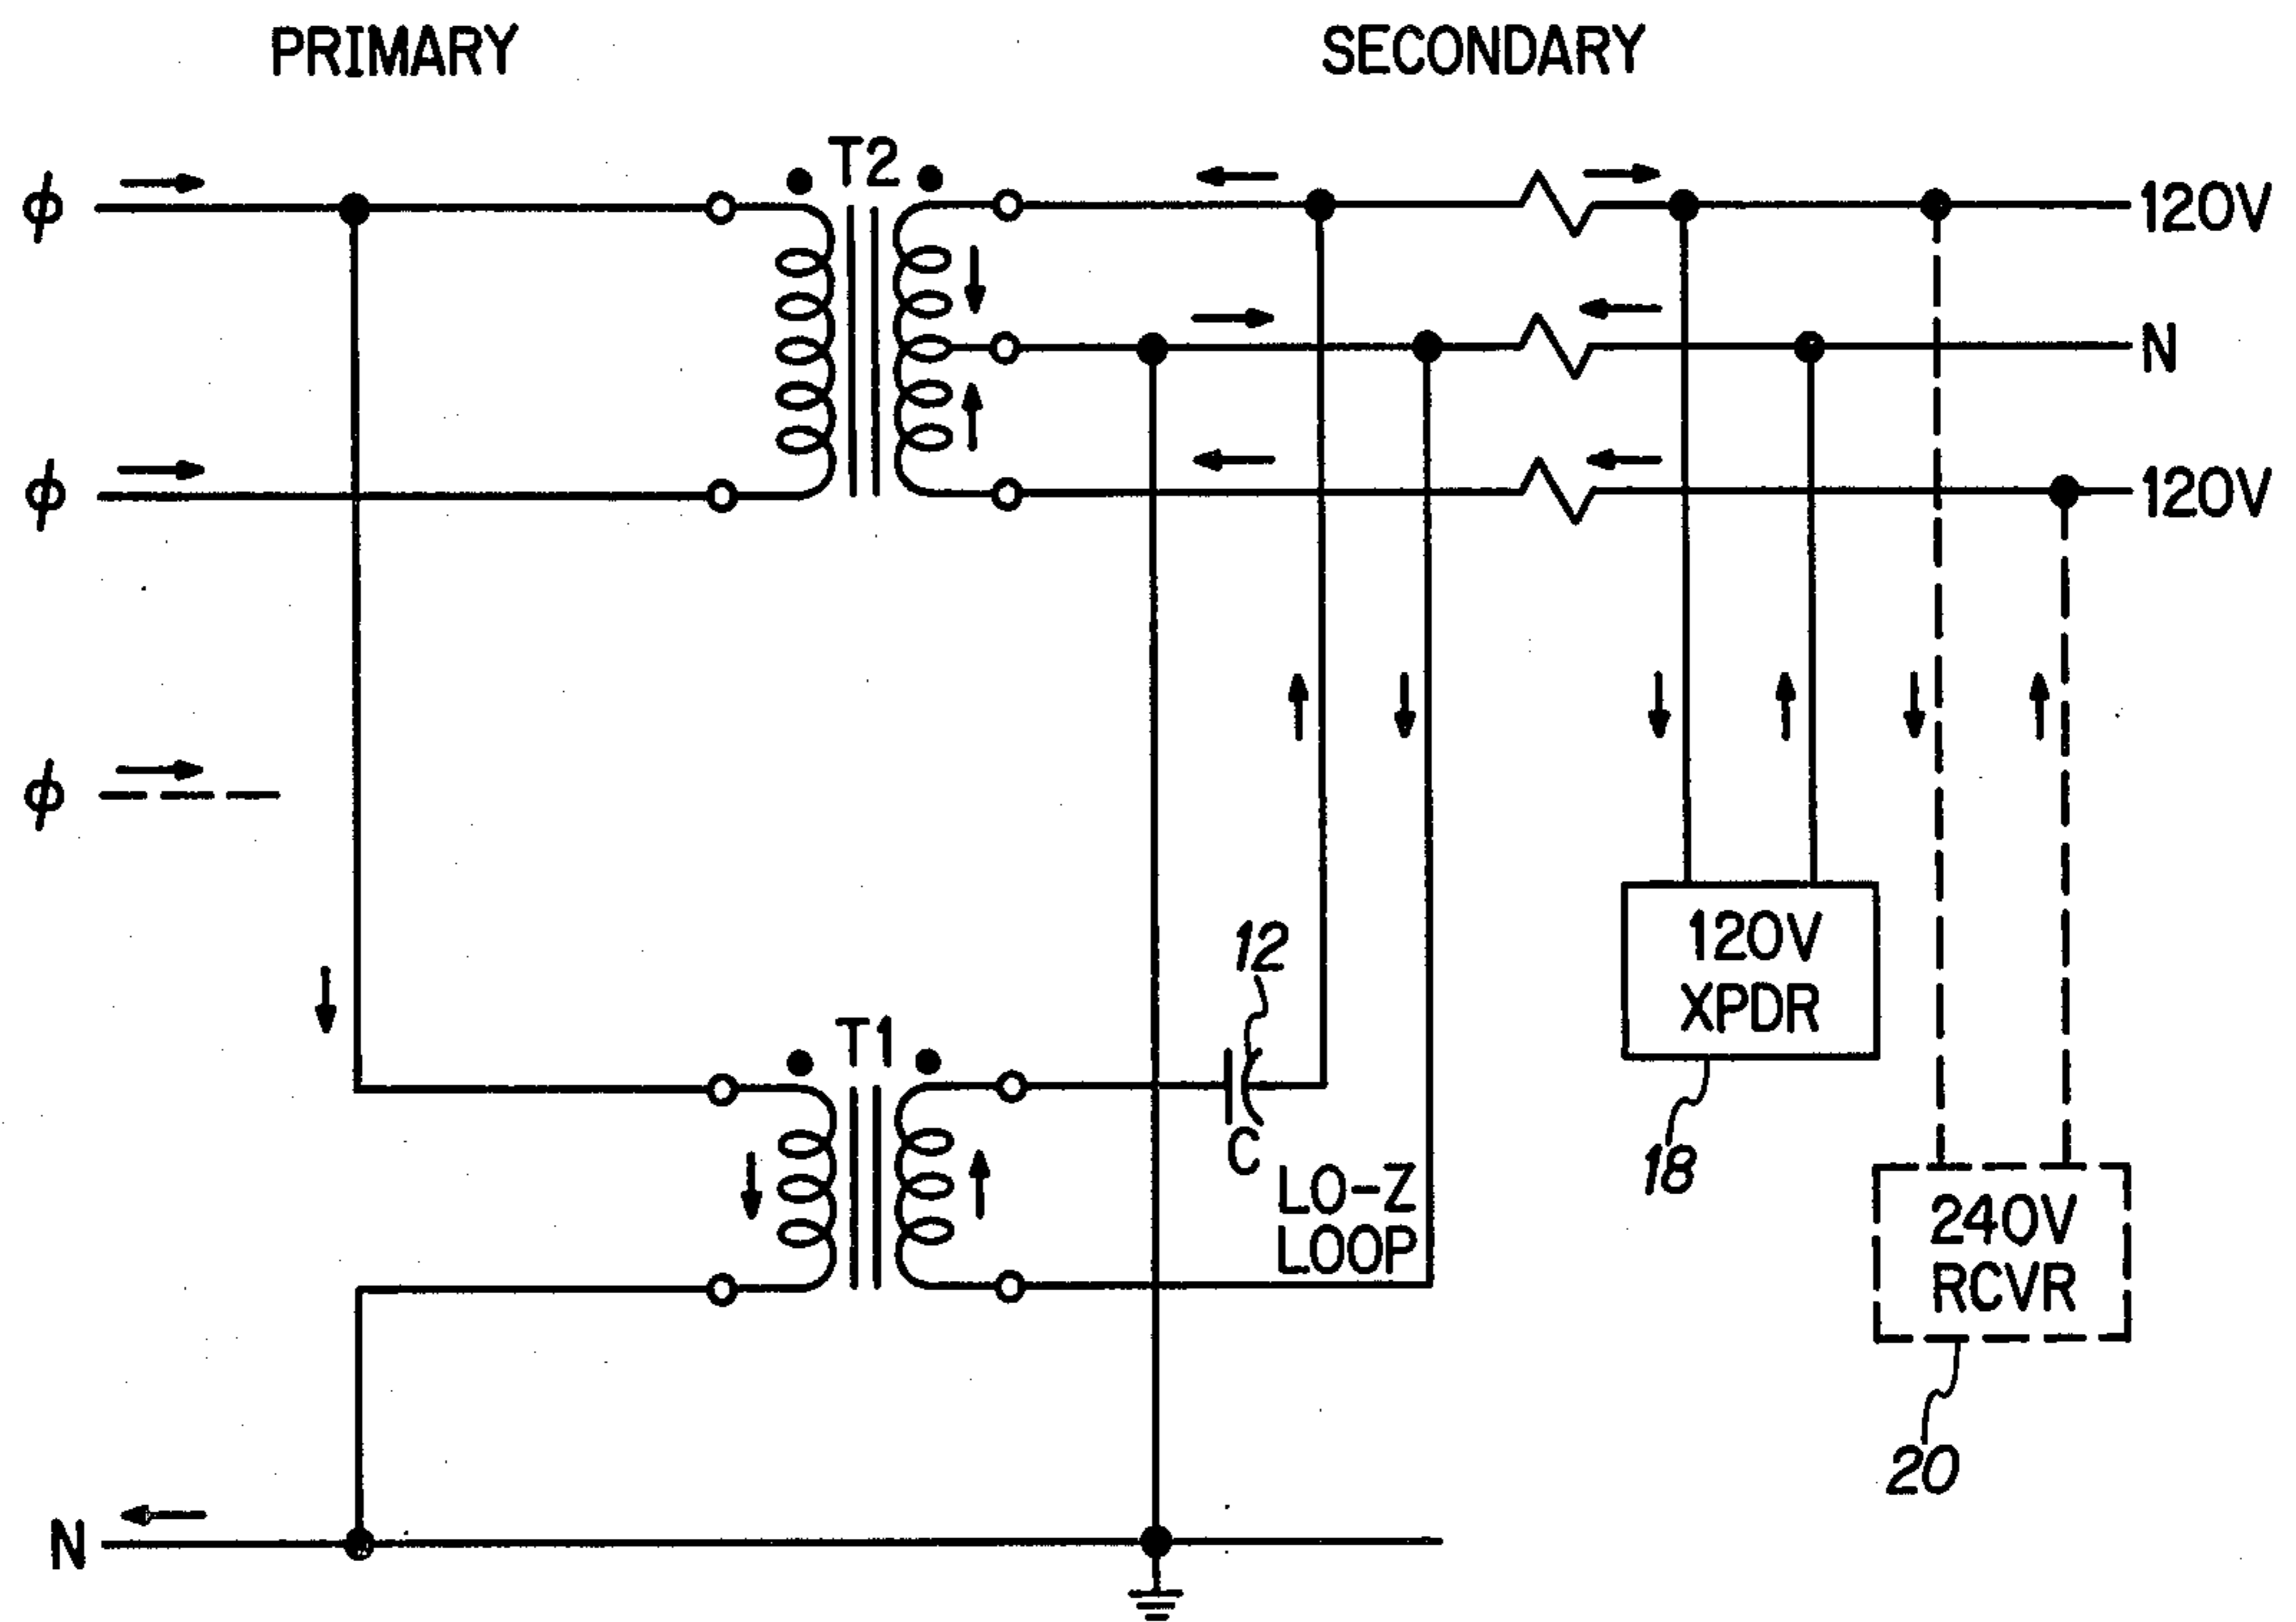 PRIMARY
SECONDARY
T2
ϕ
120V
N
ϕ
120V
ϕ
12
120V
XPDR
T1
C
LO-Z
LOOP
18
240V
RCVR
20
N